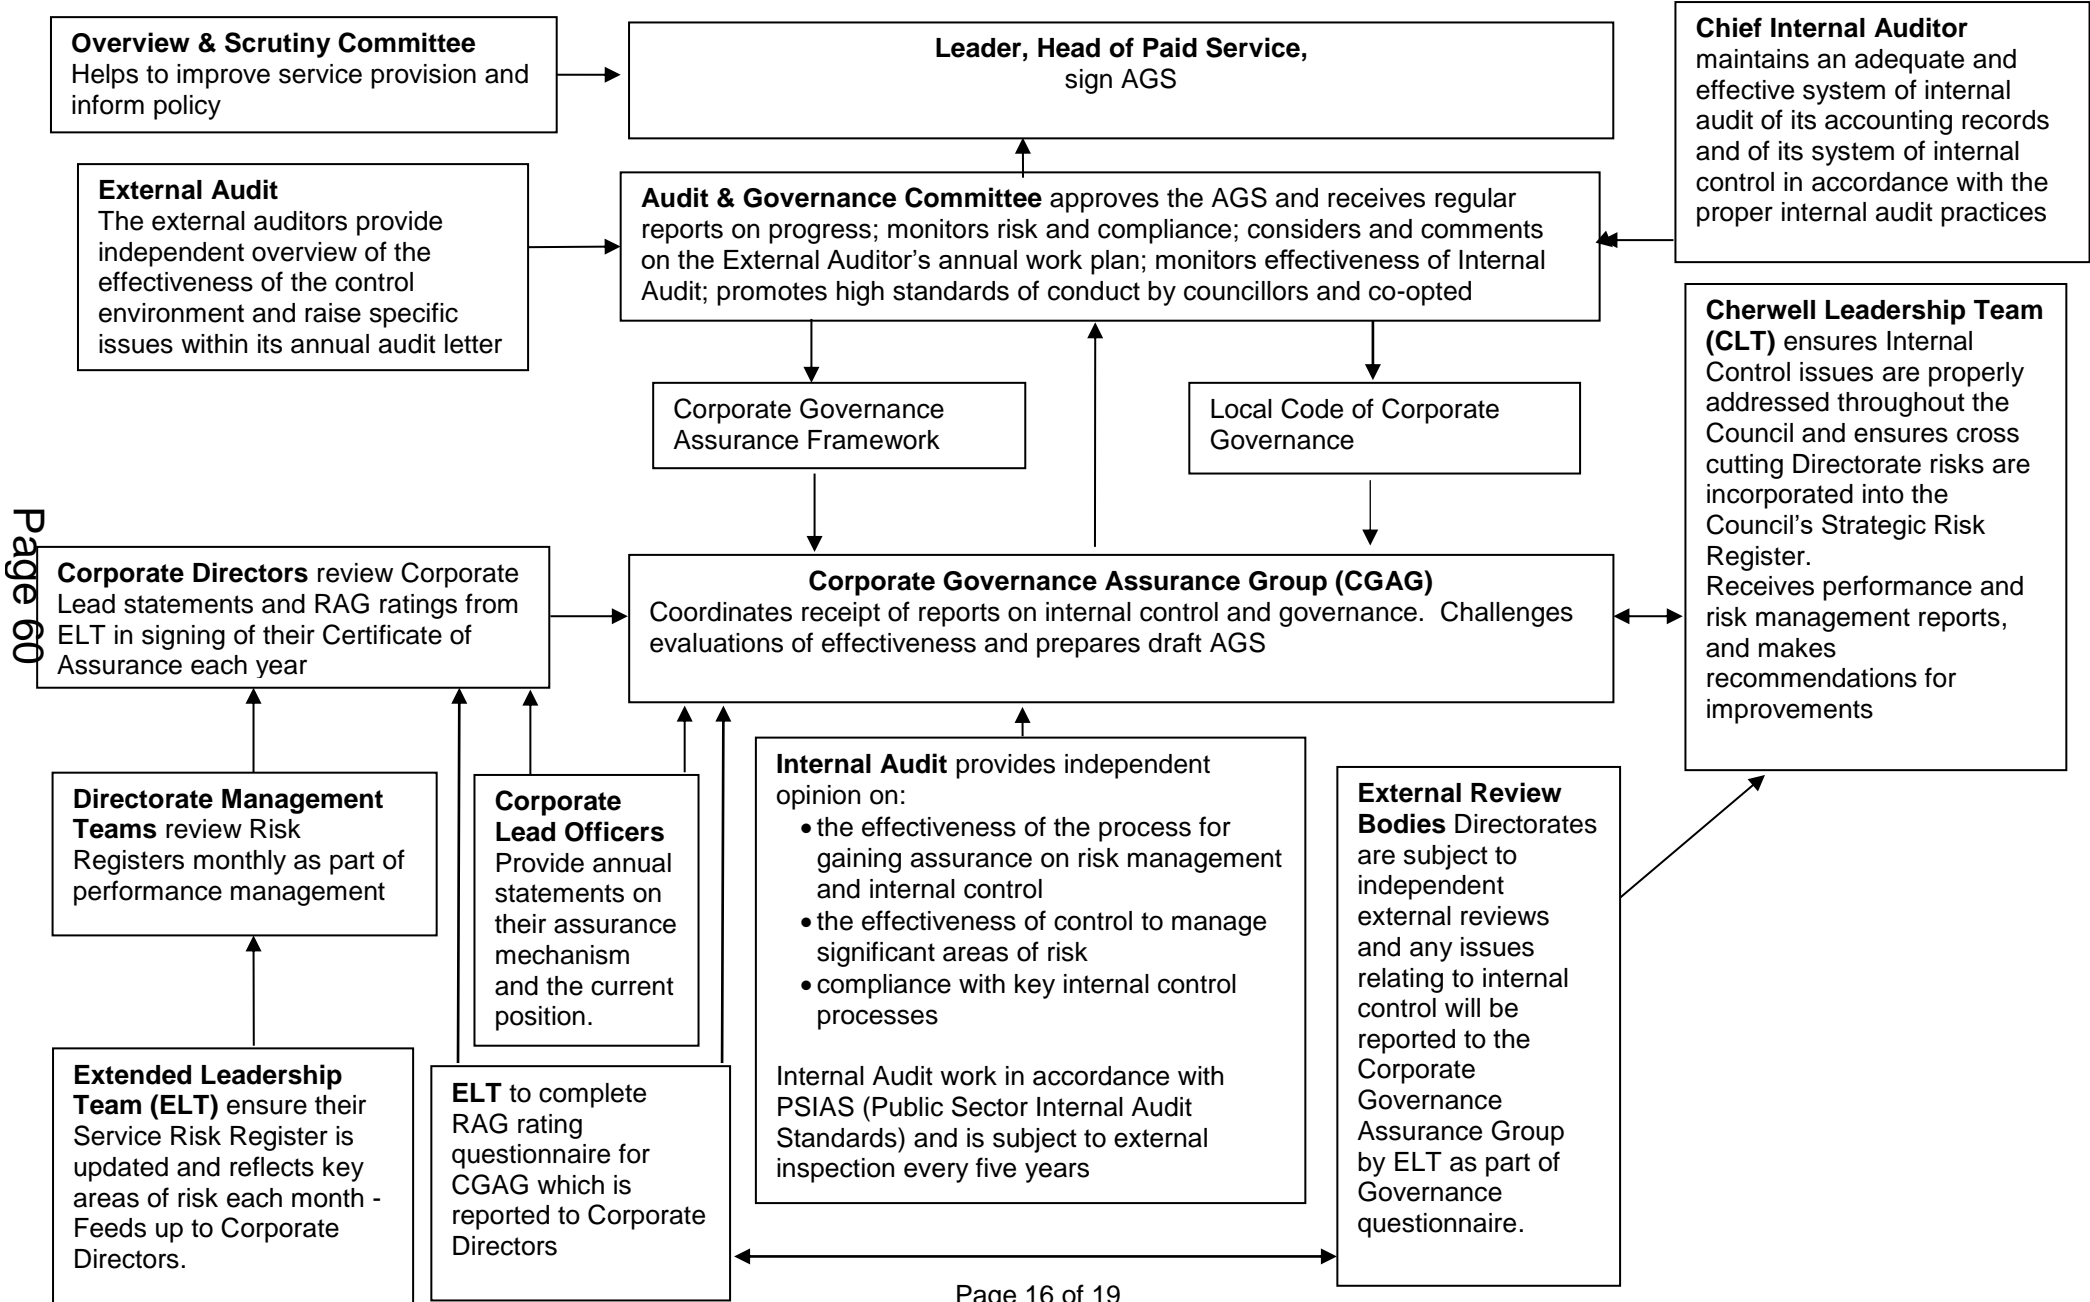 Overview & Scrutiny Committee
Helps to improve service provision and
inform policy
Leader, Head of Paid Service,
sign AGS
Chief Internal Auditor
maintains an adequate and
effective system of internal
audit of its accounting records
and of its system of internal
control in accordance with the
proper internal audit practices
External Audit
The external auditors provide
independent overview of the
effectiveness of the control
environment and raise specific
issues within its annual audit letter
Audit & Governance Committee approves the AGS and receives regular
reports on progress; monitors risk and compliance; considers and comments
on the External Auditor’s annual work plan; monitors effectiveness of Internal
Audit; promotes high standards of conduct by councillors and co-opted
Cherwell Leadership Team
(CLT) ensures Internal
Control issues are properly
addressed throughout the
Council and ensures cross
cutting Directorate risks are
incorporated into the
Council’s Strategic Risk
Register.
Receives performance and
risk management reports,
and makes
recommendations for
improvements
Corporate Governance
Assurance Framework
Local Code of Corporate
Governance
Page 60
Corporate Directors review Corporate
Lead statements and RAG ratings from
ELT in signing of their Certificate of
Assurance each year
Corporate Governance Assurance Group (CGAG)
Coordinates receipt of reports on internal control and governance.  Challenges
evaluations of effectiveness and prepares draft AGS
Directorate Management
Teams review Risk
Registers monthly as part of
performance management
Corporate
Lead Officers
Provide annual
statements on
their assurance
mechanism
and the current
position.
Internal Audit provides independent
opinion on:
• the effectiveness of the process for
gaining assurance on risk management
and internal control
• the effectiveness of control to manage
significant areas of risk
• compliance with key internal control
processes
Internal Audit work in accordance with
PSIAS (Public Sector Internal Audit
Standards) and is subject to external
inspection every five years
External Review
Bodies Directorates
are subject to
independent
external reviews
and any issues
relating to internal
control will be
reported to the
Corporate
Governance
Assurance Group
by ELT as part of
Governance
questionnaire.
Extended Leadership
Team (ELT) ensure their
Service Risk Register is
updated and reflects key
areas of risk each month -
Feeds up to Corporate
Directors.
ELT to complete
RAG rating
questionnaire for
CGAG which is
reported to Corporate
Directors
Page 16 of 19